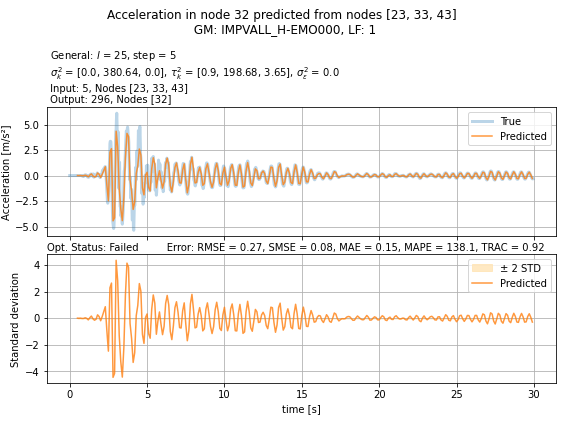 Acceleration in node 32 predicted from nodes [23, 33, 43]
GM: IMPVALL_H-EMO000, LF: 1
General: l = 25, step = 5
σ²ₖ = [0.0, 380.64, 0.0], τ²ₖ = [0.9, 198.68, 3.65], σ²ₑ = 0.0
Input: 5, Nodes [23, 33, 43]
Output: 296, Nodes [32]
Acceleration [m/s²]
5.0
2.5
0.0
−2.5
−5.0
True
Predicted
Opt. Status: Failed
Error: RMSE = 0.27, SMSE = 0.08, MAE = 0.15, MAPE = 138.1, TRAC = 0.92
Standard deviation
4
2
0
−2
−4
± 2 STD
Predicted
0 5 10 15 20 25 30
time [s]